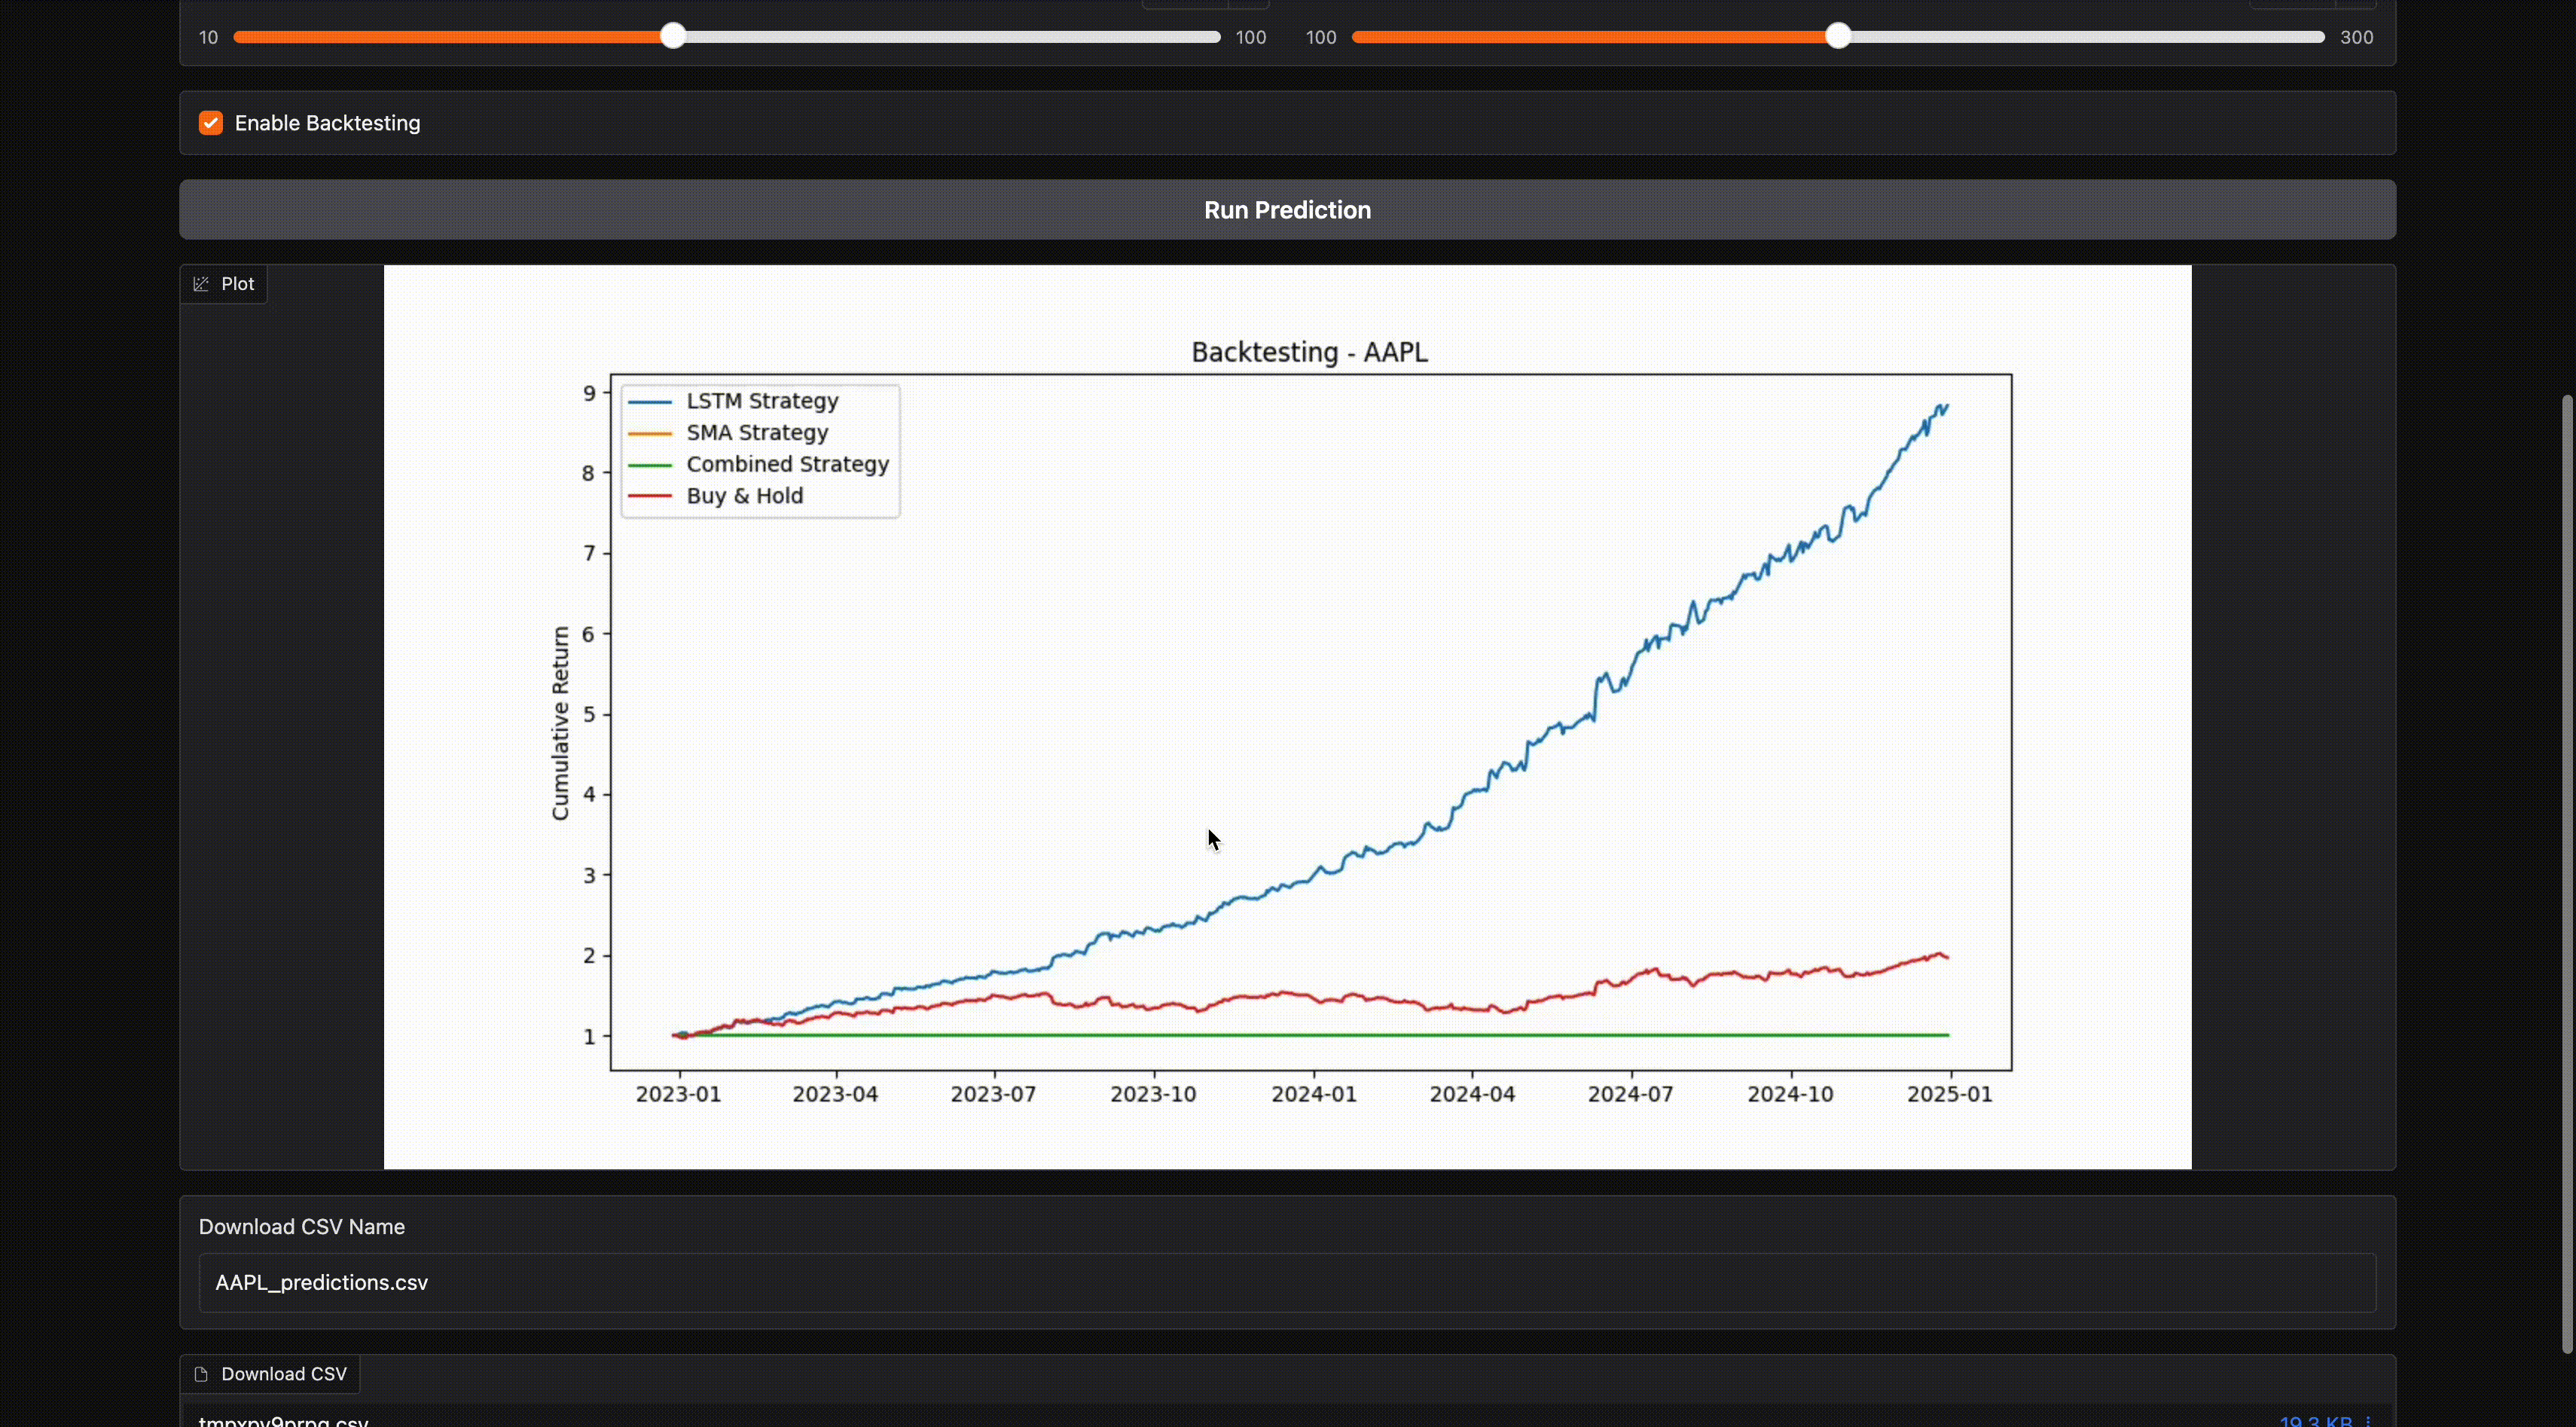 10
100
100
300
Enable Backtesting
Run Prediction
Plot
Backtesting - AAPL
LSTM Strategy
SMA Strategy
Combined Strategy
Buy & Hold
Cumulative Return
9
8
7
6
5
4
3
2
1
2023-01 2023-04 2023-07 2023-10 2024-01 2024-04 2024-07 2024-10 2025-01
Download CSV Name
AAPL_predictions.csv
Download CSV
19.3 KB